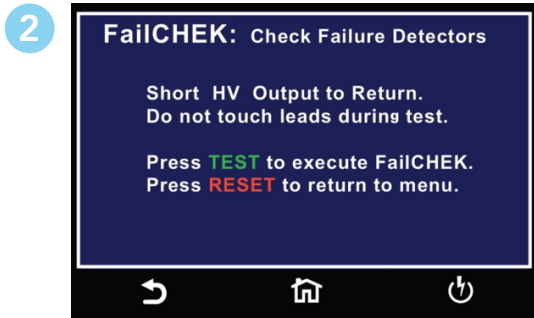 2
FailCHEK: Check Failure Detectors
Short HV Output to Return.
Do not touch leads during test.
Press TEST to execute FailCHEK.
Press RESET to return to menu.